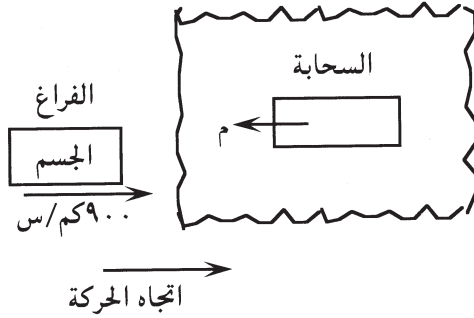 السحابة
م
الفراغ
الجسم
٩٠٠كم/س
اتجاه الحركة